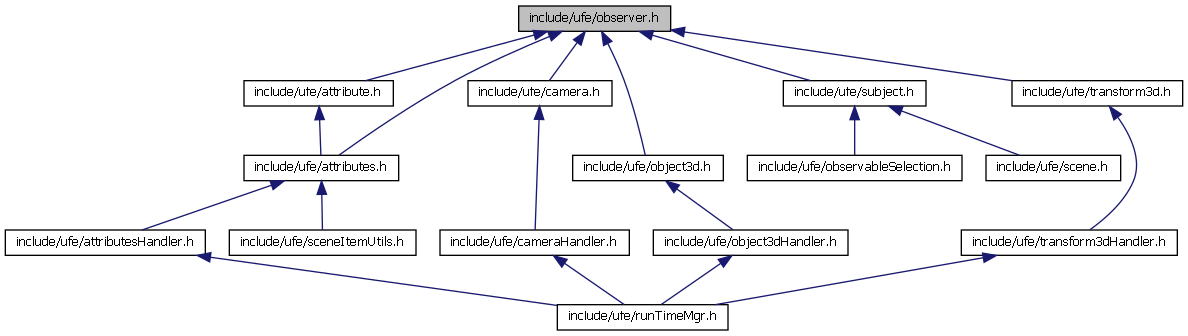 include/ufe/observer.h
include/ufe/attribute.h
include/ufe/camera.h
include/ufe/subject.h
include/ufe/transform3d.h
include/ufe/attributes.h
include/ufe/object3d.h
include/ufe/observableSelection.h
include/ufe/scene.h
include/ufe/attributesHandler.h
include/ufe/sceneItemUtils.h
include/ufe/cameraHandler.h
include/ufe/object3dHandler.h
include/ufe/transform3dHandler.h
include/ufe/runTimeMgr.h